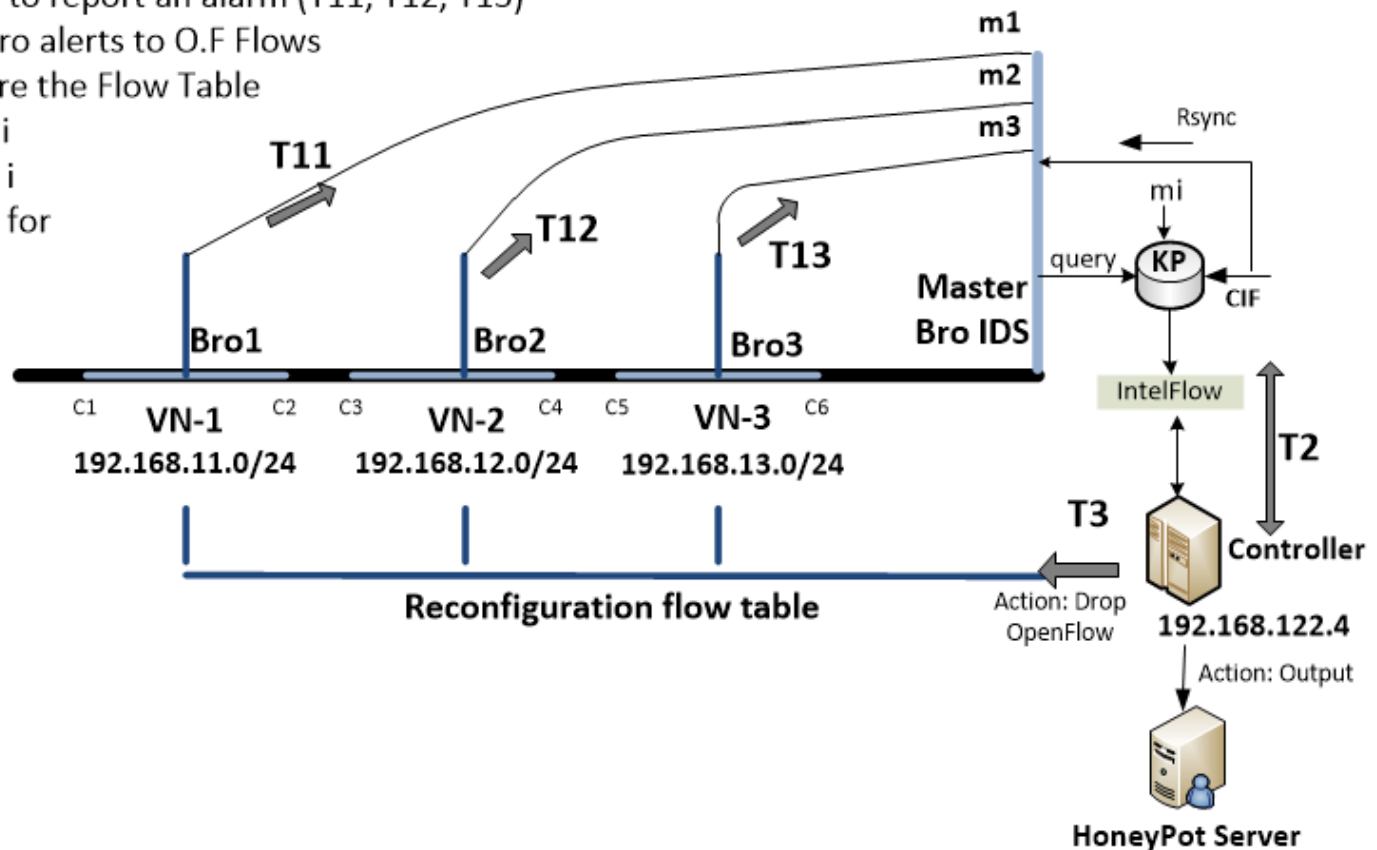 to report an alarm (T11, T12, T13)
ro alerts to O.F Flows
re the Flow Table
i
i
for
m1
m2
m3
Rsync
T11
T12
T13
mi
query
KP
CIF
Master
Bro IDS
Bro1
Bro2
Bro3
IntelFlow
C1
C2
C3
C4
C5
C6
VN-1
VN-2
VN-3
192.168.11.0/24
192.168.12.0/24
192.168.13.0/24
T2
T3
Controller
Action: Drop
OpenFlow
Reconfiguration flow table
192.168.122.4
Action: Output
HoneyPot Server